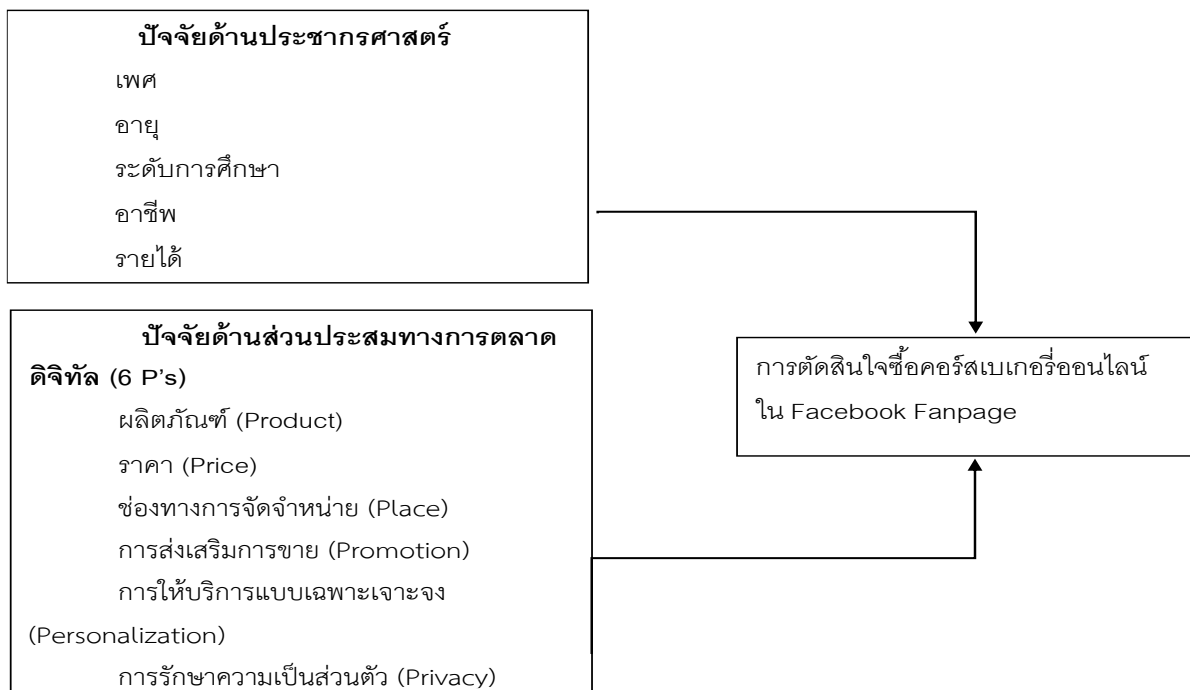 ปัจจัยด้านประชากรศาสตร์
เพศ
อายุ
ระดับการศึกษา
อาชีพ
รายได้
ปัจจัยด้านส่วนประสมทางการตลาด
ดิจิทัล (6 P's)
ผลิตภัณฑ์ (Product)
ราคา (Price)
ช่องทางการจัดจำหน่าย (Place)
การส่งเสริมการขาย (Promotion)
การให้บริการแบบเฉพาะเจาะจง
(Personalization)
การรักษาความเป็นส่วนตัว (Privacy)
การตัดสินใจซื้อคอร์สเบเกอรี่ออนไลน์
ใน Facebook Fanpage